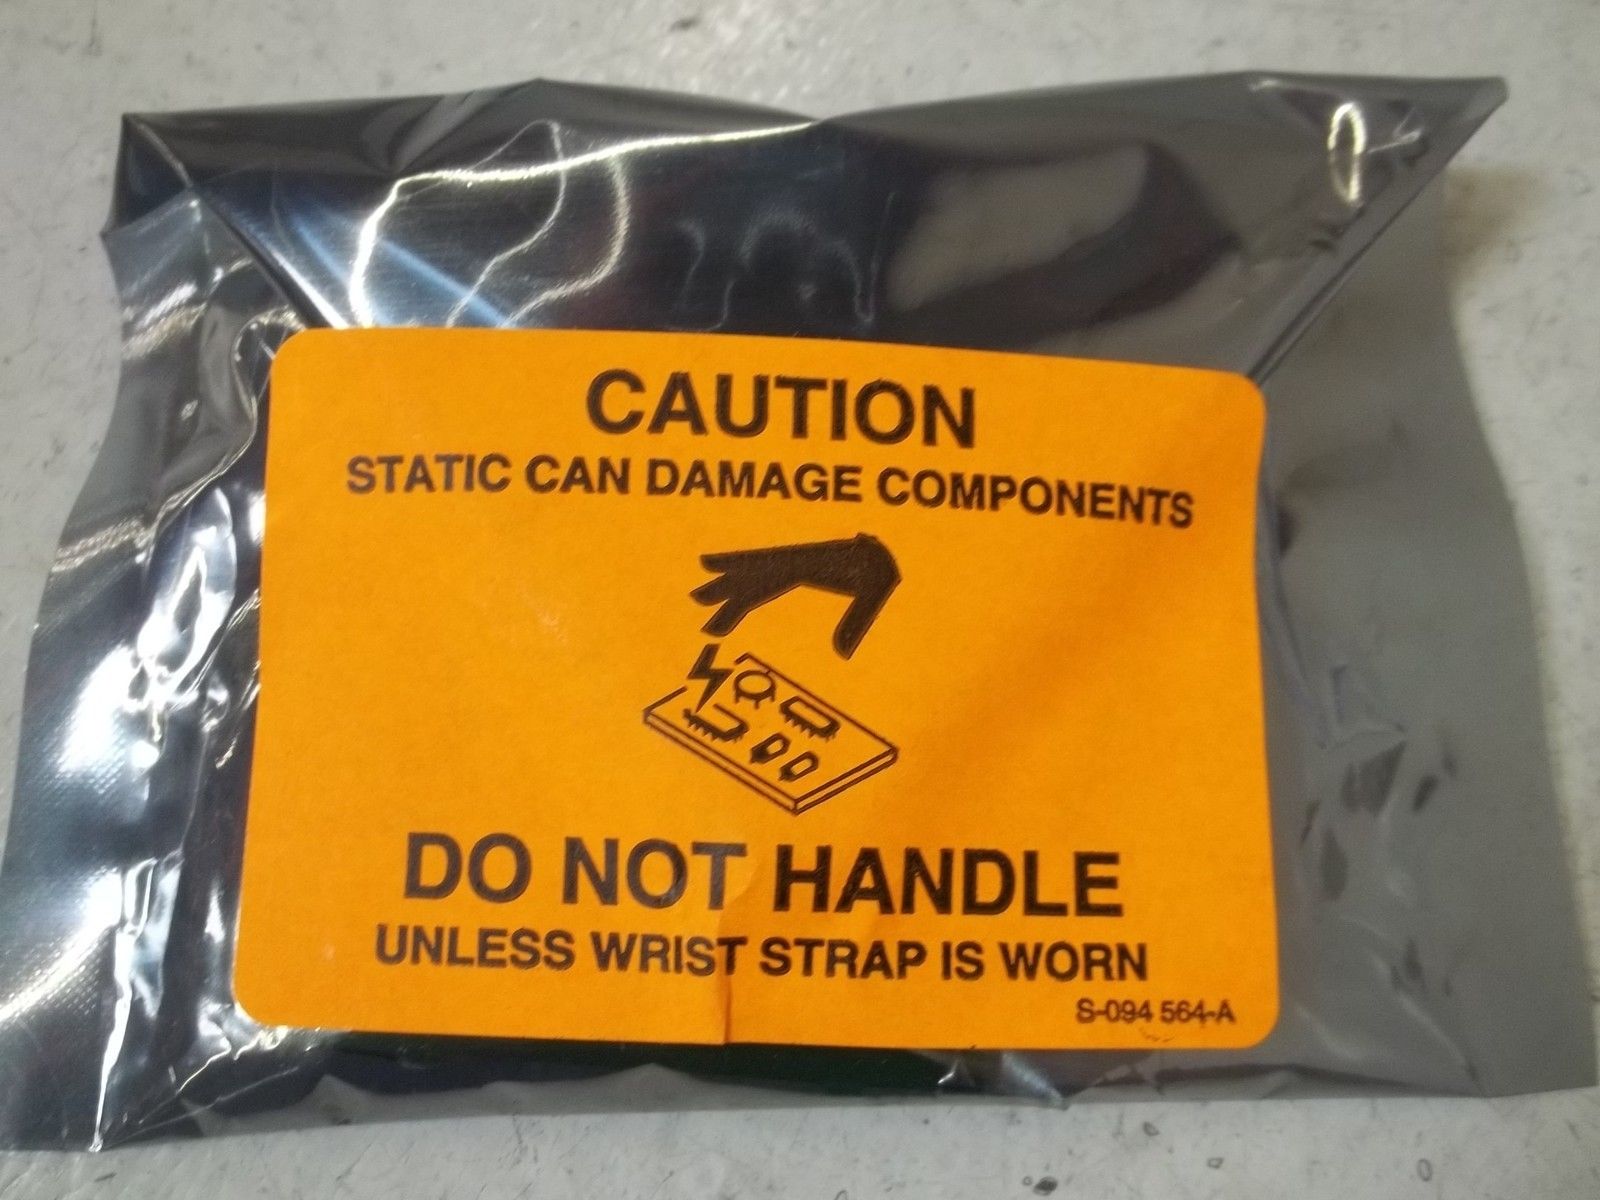 CAUTION
STATIC CAN DAMAGE COMPONENTS
DO NOT HANDLE
UNLESS WRIST STRAP IS WORN
S-094 564-A